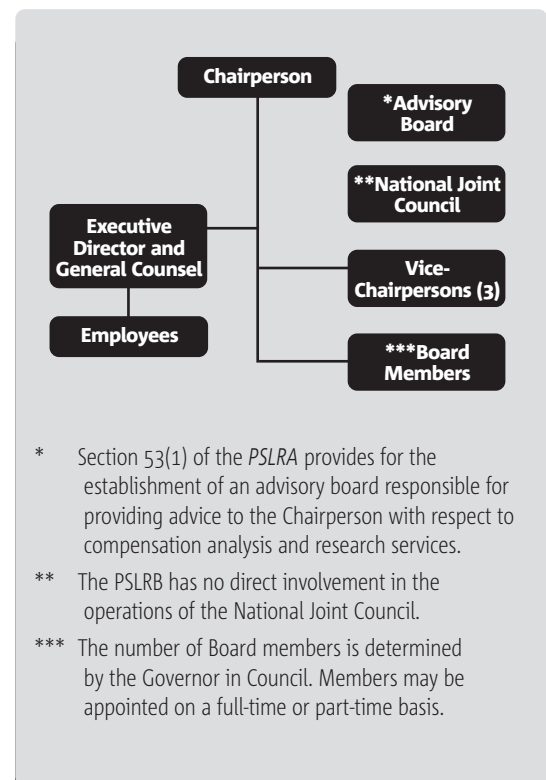 Chairperson
*Advisory
Board
**National Joint
Council
Executive
Director and
General Counsel
Vice-
Chairpersons (3)
Employees
***Board
Members
* Section 53(1) of the PSLRA provides for the
establishment of an advisory board responsible for
providing advice to the Chairperson with respect to
compensation analysis and research services.
** The PSLRB has no direct involvement in the
operations of the National Joint Council.
*** The number of Board members is determined
by the Governor in Council. Members may be
appointed on a full-time or part-time basis.